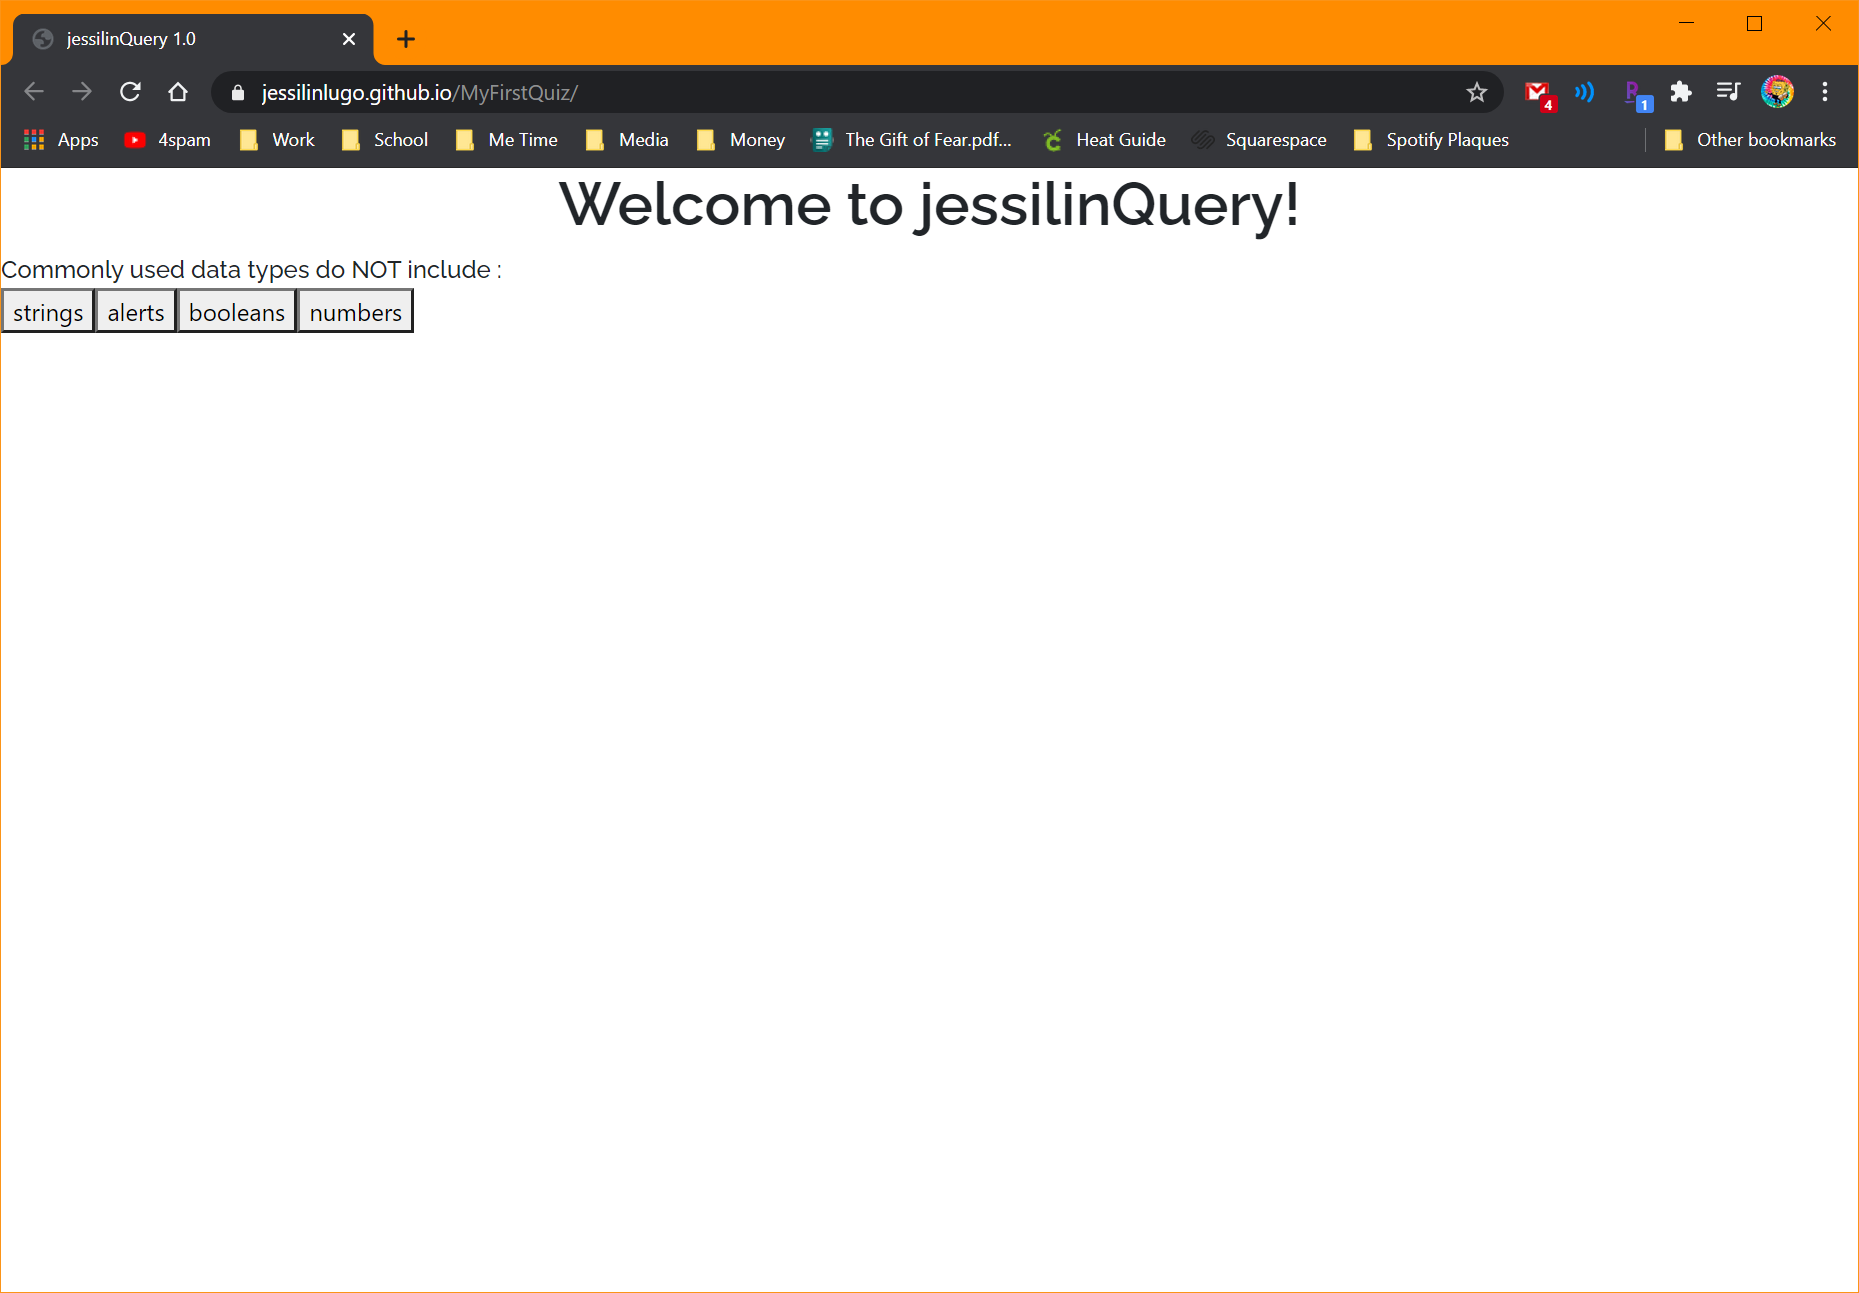 jessilinQuery 1.0
jessilinlugo.github.io/MyFirstQuiz/
4
1
Apps 4spam Work School Me Time Media Money The Gift of Fear.pdf... Heat Guide Squarespace Spotify Plaques Other bookmarks
Welcome to jessilinQuery!
Commonly used data types do NOT include :
strings alerts booleans numbers